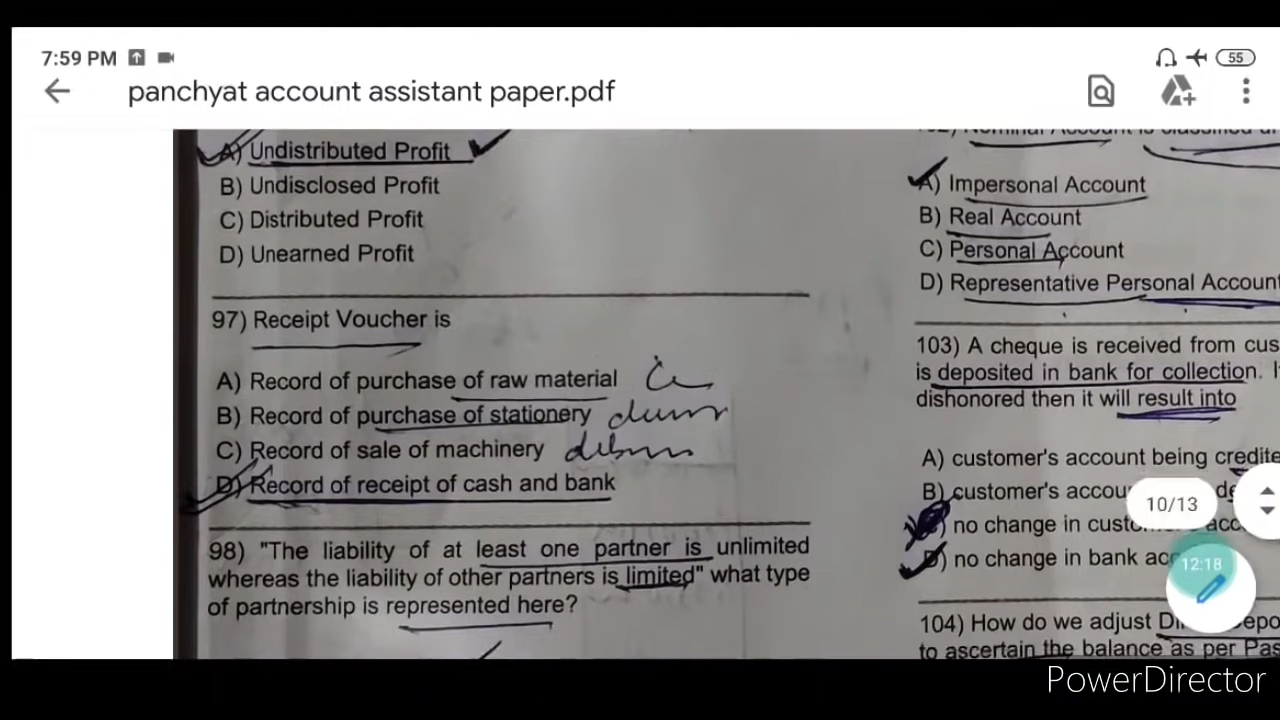 7:59 PM
55
panchyat account assistant paper.pdf
A) Undistributed Profit
B) Undisclosed Profit
C) Distributed Profit
D) Unearned Profit
97) Receipt Voucher is
A) Record of purchase of raw material
B) Record of purchase of stationery
C) Record of sale of machinery
D) Record of receipt of cash and bank
98) "The liability of at least one partner is unlimited
whereas the liability of other partners is limited" what type
of partnership is represented here?
102) Nominal Account is classified
A) Impersonal Account
B) Real Account
C) Personal Account
D) Representative Personal Account
103) A cheque is received from cus
is deposited in bank for collection.
dishonored then it will result into
A) customer's account being credite
B) customer's accou
no change in custo
D) no change in bank acc
104) How do we adjust
to ascertain the balance as per Pas
10/13
12:18
PowerDirector